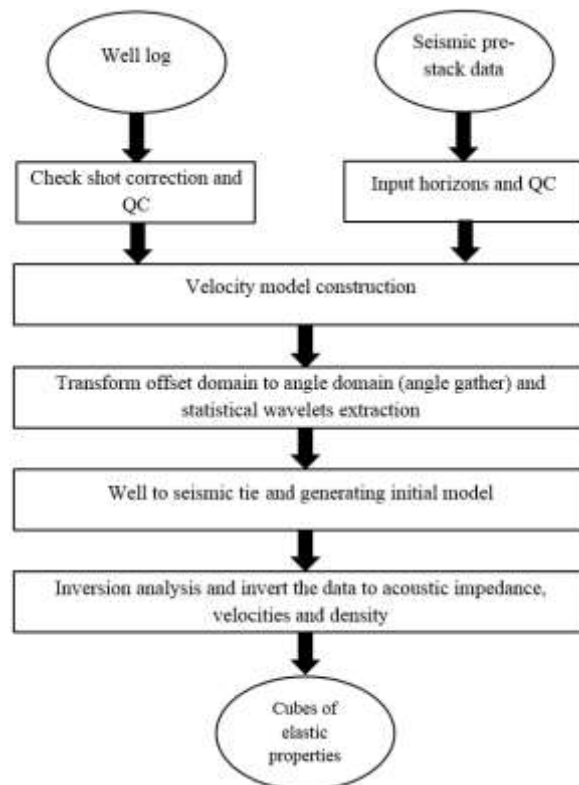 Well log
Seismic pre-
stack data
Check shot correction and
QC
Input horizons and QC
Velocity model construction
Transform offset domain to angle domain (angle gather) and
statistical wavelets extraction
Well to seismic tie and generating initial model
Inversion analysis and invert the data to acoustic impedance,
velocities and density
Cubes of
elastic
properties